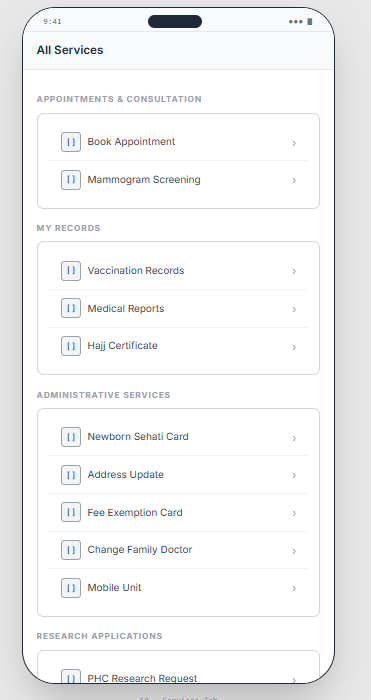 9:41
All Services
APPOINTMENTS & CONSULTATION
[ ] Book Appointment ›
[ ] Mammogram Screening ›
MY RECORDS
[ ] Vaccination Records ›
[ ] Medical Reports ›
[ ] Hajj Certificate ›
ADMINISTRATIVE SERVICES
[ ] Newborn Sehati Card ›
[ ] Address Update ›
[ ] Fee Exemption Card ›
[ ] Change Family Doctor ›
[ ] Mobile Unit ›
RESEARCH APPLICATIONS
[ ] PHC Research Request ›